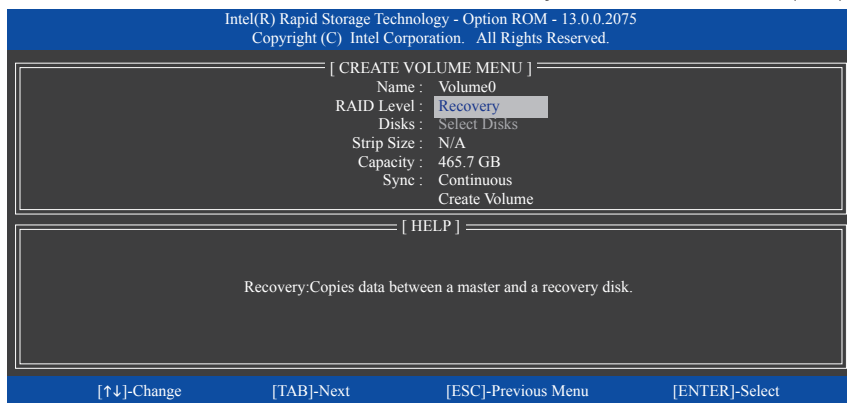 Intel(R) Rapid Storage Technology - Option ROM - 13.0.0.2075
Copyright (C) Intel Corporation. All Rights Reserved.
[ CREATE VOLUME MENU ]
Name : Volume0
RAID Level : Recovery
Disks : Select Disks
Strip Size : N/A
Capacity : 465.7 GB
Sync : Continuous
Create Volume
[ HELP ]
Recovery:Copies data between a master and a recovery disk.
[↑↓]-Change [TAB]-Next [ESC]-Previous Menu [ENTER]-Select